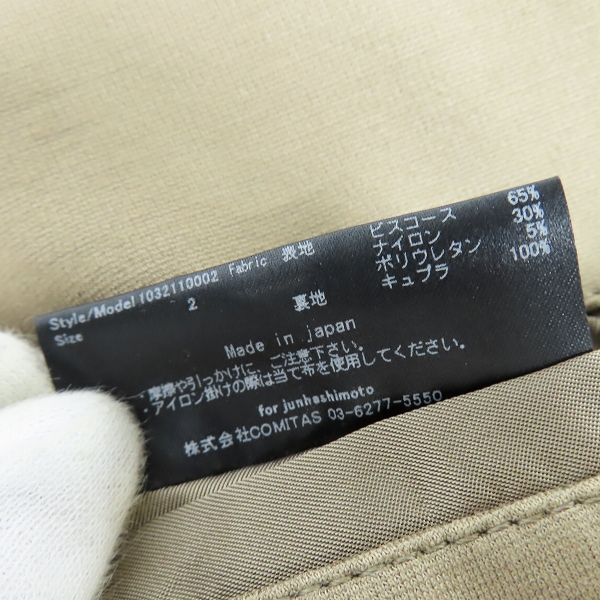 Style/Model 1032110002 Fabric 表地 ビスコース 65%
ナイロン 30%
ポリウレタン 5%
Size 2 裏地 キュプラ 100%
Made in japan
・摩擦や引っかけに、ご注意下さい。
・アイロン掛けの際は当て布を使用してください。
for junhashimoto
株式会社COMITAS 03-6277-5550